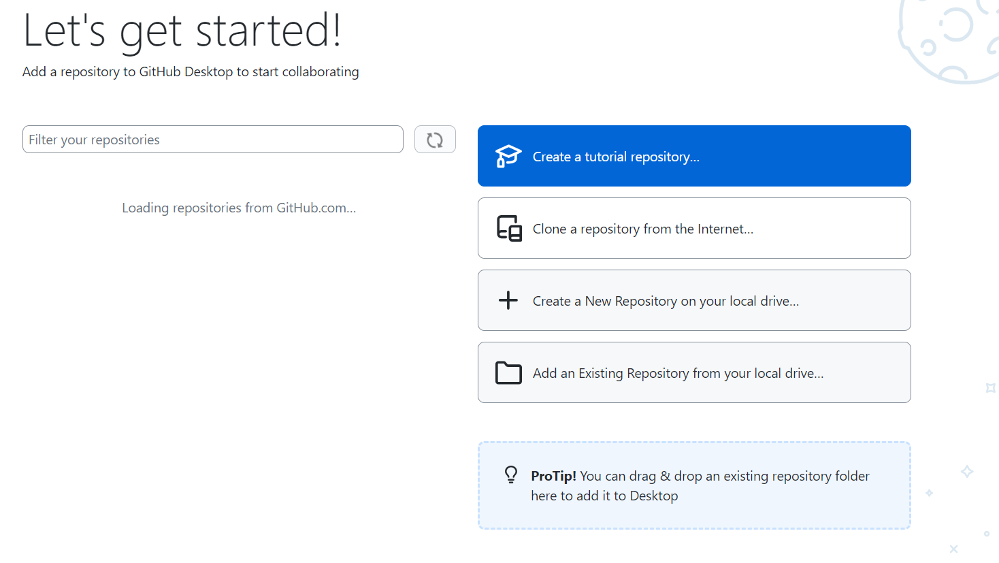 Let's get started!
Add a repository to GitHub Desktop to start collaborating
Filter your repositories
Loading repositories from GitHub.com...
Create a tutorial repository...
Clone a repository from the Internet...
Create a New Repository on your local drive...
Add an Existing Repository from your local drive...
ProTip! You can drag & drop an existing repository folder
here to add it to Desktop